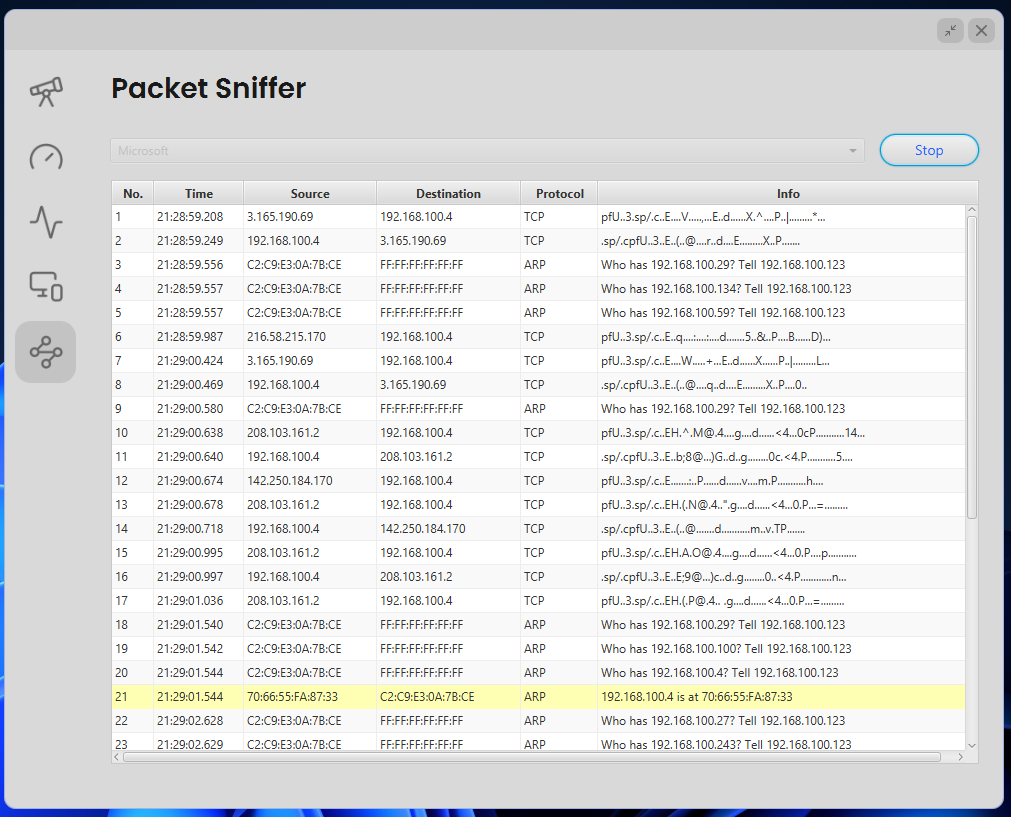 Packet Sniffer
Microsoft
Stop
No. Time Source Destination Protocol Info
1 21:28:59.208 3.165.190.69 192.168.100.4 TCP pfU..3.sp/.c..E....V.....,...E..d......X.^....P..|.........*...
2 21:28:59.249 192.168.100.4 3.165.190.69 TCP .sp/.cpfU..3..E..(..@....r..d....E.........X..P.......
3 21:28:59.556 C2:C9:E3:0A:7B:CE FF:FF:FF:FF:FF:FF ARP Who has 192.168.100.29? Tell 192.168.100.123
4 21:28:59.557 C2:C9:E3:0A:7B:CE FF:FF:FF:FF:FF:FF ARP Who has 192.168.100.134? Tell 192.168.100.123
5 21:28:59.557 C2:C9:E3:0A:7B:CE FF:FF:FF:FF:FF:FF ARP Who has 192.168.100.59? Tell 192.168.100.123
6 21:28:59.987 216.58.215.170 192.168.100.4 TCP pfU..3.sp/.c..E..q....:....:....d.......5..&..P....B......D)...
7 21:29:00.424 3.165.190.69 192.168.100.4 TCP pfU..3.sp/.c..E....W.....+...E..d......X......P..|.........L...
8 21:29:00.469 192.168.100.4 3.165.190.69 TCP .sp/.cpfU..3..E..(..@....q..d....E.........X..P....0..
9 21:29:00.580 C2:C9:E3:0A:7B:CE FF:FF:FF:FF:FF:FF ARP Who has 192.168.100.29? Tell 192.168.100.123
10 21:29:00.638 208.103.161.2 192.168.100.4 TCP pfU..3.sp/.c..EH.^.M@.4....g....d......<4...0cP...........14...
11 21:29:00.640 192.168.100.4 208.103.161.2 TCP .sp/.cpfU..3..E..b;8@...)G..d..g........0c.<4.P...........5....
12 21:29:00.674 142.250.184.170 192.168.100.4 TCP pfU..3.sp/.c..E.......:..P......d......v....m.P...........h....
13 21:29:00.678 208.103.161.2 192.168.100.4 TCP pfU..3.sp/.c..EH.(.N@.4..".g....d......<4...0.P...=.........
14 21:29:00.718 192.168.100.4 142.250.184.170 TCP .sp/.cpfU..3..E..(..@.......d...........m..v.TP.......
15 21:29:00.995 208.103.161.2 192.168.100.4 TCP pfU..3.sp/.c..EH.A.O@.4....g....d......<4...0.P....p...........
16 21:29:00.997 192.168.100.4 208.103.161.2 TCP .sp/.cpfU..3..E..E;9@...)c..d..g........0..<4.P...........n...
17 21:29:01.036 208.103.161.2 192.168.100.4 TCP pfU..3.sp/.c..EH.(.P@.4.. .g....d......<4...0.P...=.........
18 21:29:01.540 C2:C9:E3:0A:7B:CE FF:FF:FF:FF:FF:FF ARP Who has 192.168.100.29? Tell 192.168.100.123
19 21:29:01.542 C2:C9:E3:0A:7B:CE FF:FF:FF:FF:FF:FF ARP Who has 192.168.100.100? Tell 192.168.100.123
20 21:29:01.544 C2:C9:E3:0A:7B:CE FF:FF:FF:FF:FF:FF ARP Who has 192.168.100.4? Tell 192.168.100.123
21 21:29:01.544 70:66:55:FA:87:33 C2:C9:E3:0A:7B:CE ARP 192.168.100.4 is at 70:66:55:FA:87:33
22 21:29:02.628 C2:C9:E3:0A:7B:CE FF:FF:FF:FF:FF:FF ARP Who has 192.168.100.27? Tell 192.168.100.123
23 21:29:02.629 C2:C9:E3:0A:7B:CE FF:FF:FF:FF:FF:FF ARP Who has 192.168.100.243? Tell 192.168.100.123